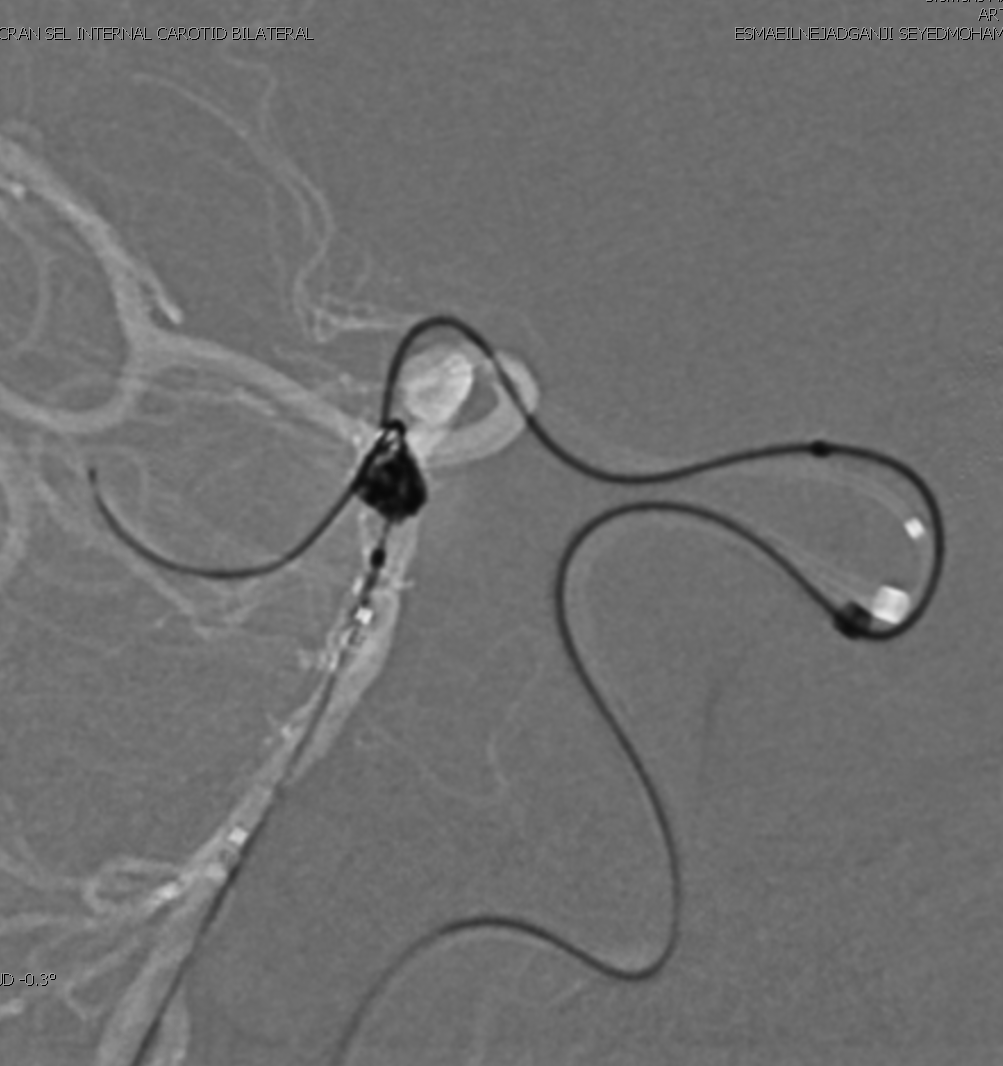 ART
CRAN SEL INTERNAL CAROTID BILATERAL
ESMAEILNEJADGANJI SEYEDMOHAM
-0.3°